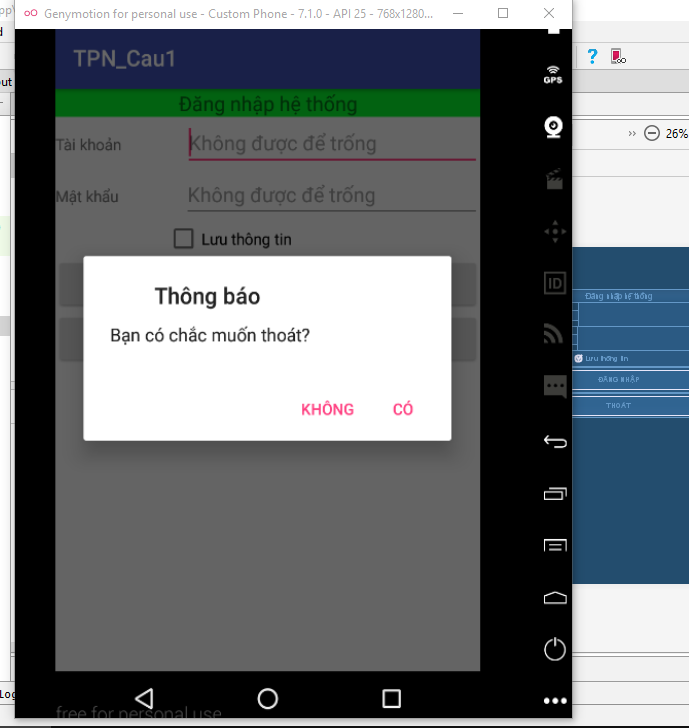 Genymotion for personal use - Custom Phone - 7.1.0 - API 25 - 768x1280...
TPN_Cau1
GPS
Đăng nhập hệ thống
Tài khoản
Không được để trống
26%
Mật khẩu
Không được để trống
Lưu thông tin
ID
Thông báo
Bạn có chắc muốn thoát?
KHÔNG
CÓ
Đăng nhập hệ thống
Lưu thông tin
ĐĂNG NHẬP
THOÁT
free for personal use